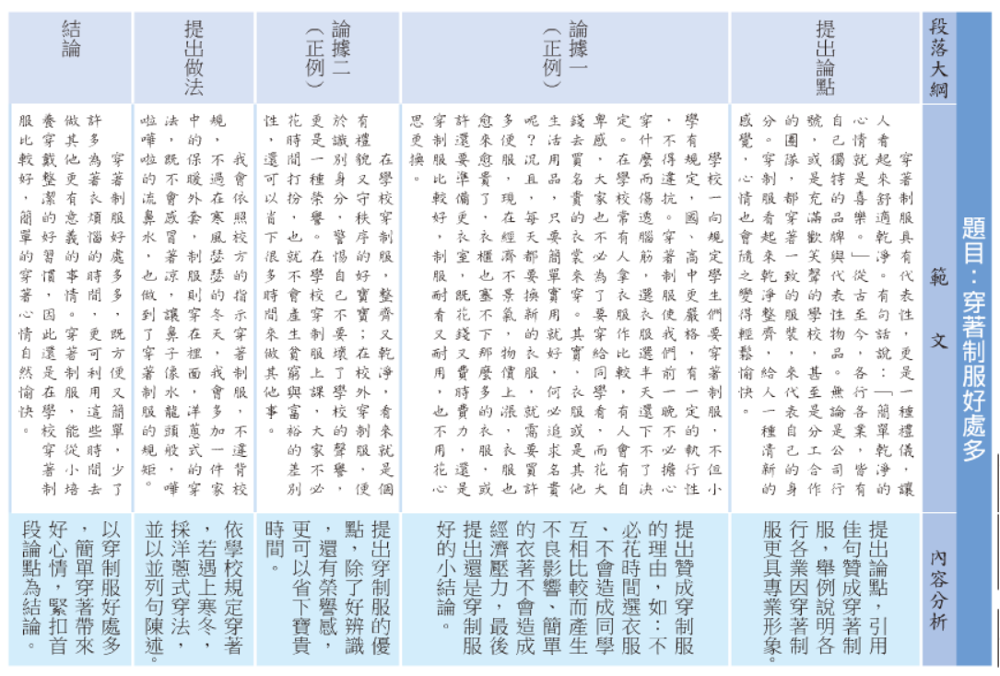 題目：穿著制服好處多
段落大綱
範文
內容分析
提出論點
穿著制服具有代表性，更是一種禮儀，讓
人看起來舒適乾淨。有句話說：「簡單乾淨的
心情就是喜樂。」從古至今，各行各業，皆有
自己獨特的品牌與代表性物品。無論是公司行
號，或是充滿歡笑聲的學校，甚至是分工合作
的團隊，都穿著一致的服裝，來代表自己的身
分。穿制服看起來乾淨整齊，給人一種清新的
感覺，心情也會隨之變得輕鬆愉快。
提出論點，引用
佳句贊成穿著制
服，舉例說明各
行各業因穿著制
服更具專業形象。
論據一
（正例）
學校一向規定學生們要穿著制服，不但小
學有規定，國、高中更嚴格，有一定的執行性
，不得違抗。穿著制服使我們前一晚不必擔心
穿什麼而傷透腦筋，選衣服選半天還下不了決
定。在學校常有人拿衣服作比較，有人會有自
卑感，大家也不必為了要穿給同學看，而花大
錢去買名貴的衣裳來穿。其實，衣服或是其他
生活用品，只要簡單實用就好，何必追求名貴
呢？況且，每天都要換新的衣服，就需要買許
多便服，現在經濟不景氣，物價上漲，衣服也
愈來愈貴了，衣櫃也塞不下那麼多的衣服，或
許還要準備更衣室，既花錢又費時費力，還是
穿制服比較好，制服耐看又耐用，也不用花心
思更換。
提出贊成穿制服
的理由，如：不
必花時間選衣服
、不會造成同學
互相比較而產生
不良影響、簡單
的衣著不會造成
經濟壓力，最後
提出還是穿制服
好的小結論。
論據二
（正例）
在學校穿制服，整齊又乾淨，看來就是個
有禮貌又守秩序的好寶寶；在校外穿制服，便
於識別身分，警惕自己不要壞了學校的聲譽，
更是一種榮譽。在學校穿制服上課，大家不必
花時間打扮，也就不會產生貧窮與富裕的差別
性，還可以省下很多時間來做其他事。
提出穿制服的優
點，除了好辨識
，還有榮譽感，
更可以省下寶貴
時間。
提出做法
我會依照校方的指示穿著制服，不違背校
規，不過在寒風瑟瑟的冬天，我會多加一件家
中的保暖外套，制服則穿在裡面，洋蔥式的穿
法，既不會感冒著涼，讓鼻子像水龍頭般，嘩
啦嘩啦的流鼻水，也做到了穿著制服的規矩。
依學校規定穿著
，若遇上寒冬，
採洋蔥式穿法，
並以並列句陳述。
結論
穿著制服好處多多，既方便又簡單，少了
許多為著衣煩惱的時間，更可利用這些時間去
做其他更有意義的事情。穿著制服，能從小培
養穿戴整潔的好習慣，因此還是在學校穿著制
服比較好，簡單的穿著心情自然愉快。
以穿制服好處多
，簡單穿著帶來
好心情，緊扣首
段論點為結論。